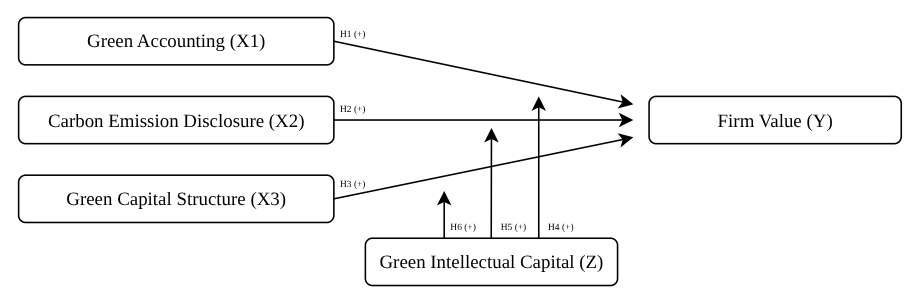 Green Accounting (X1)
H1 (+)
Carbon Emission Disclosure (X2)
H2 (+)
Firm Value (Y)
Green Capital Structure (X3)
H3 (+)
H6 (+)
H5 (+)
H4 (+)
Green Intellectual Capital (Z)